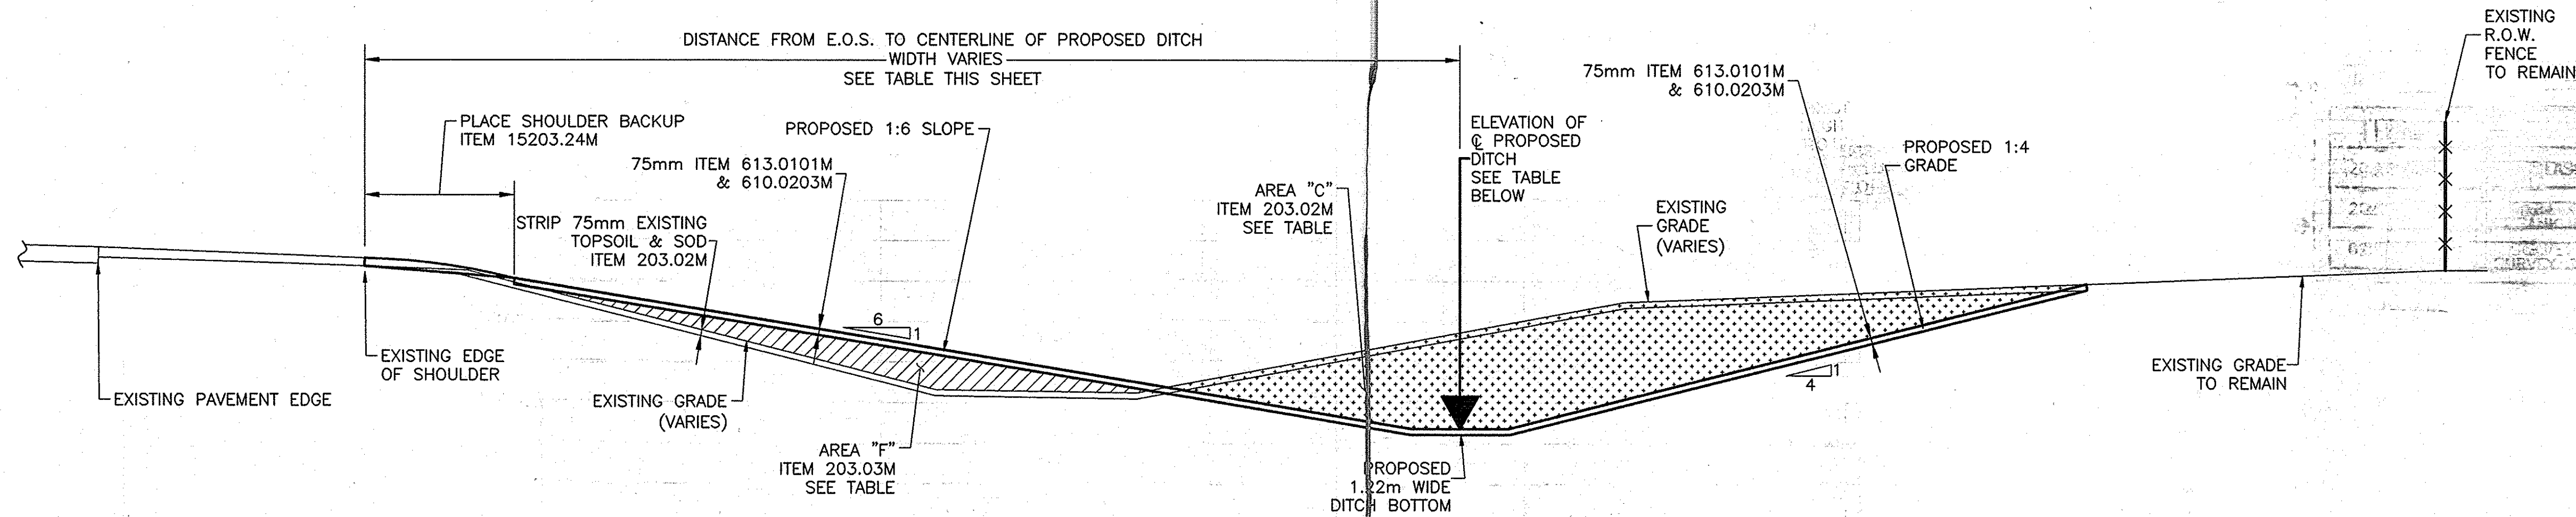 DISTANCE FROM E.O.S. TO CENTERLINE OF PROPOSED DITCH
WIDTH VARIES
SEE TABLE THIS SHEET
EXISTING
R.O.W.
FENCE
TO REMAIN
75mm ITEM 613.0101M
& 610.0203M
PLACE SHOULDER BACKUP
ITEM 15203.24M
PROPOSED 1:6 SLOPE
ELEVATION OF
℄ PROPOSED
DITCH
SEE TABLE
BELOW
PROPOSED 1:4
GRADE
75mm ITEM 613.0101M
& 610.0203M
AREA "C"
ITEM 203.02M
SEE TABLE
STRIP 75mm EXISTING
TOPSOIL & SOD
ITEM 203.02M
EXISTING
GRADE
(VARIES)
6
1
EXISTING EDGE
OF SHOULDER
EXISTING PAVEMENT EDGE
EXISTING GRADE
(VARIES)
1
4
EXISTING GRADE
TO REMAIN
AREA "F"
ITEM 203.03M
SEE TABLE
PROPOSED
1.22m WIDE
DITCH BOTTOM